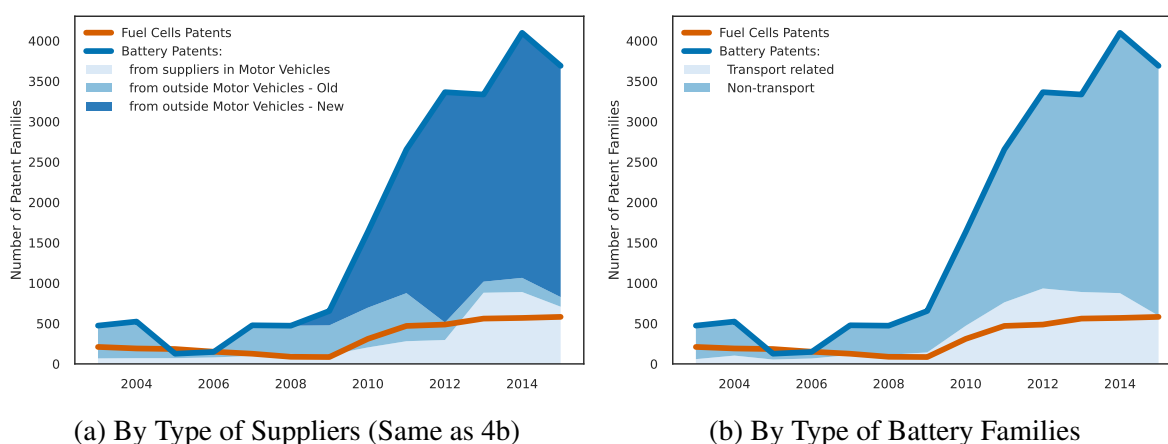 Number of Patent Families
4000
3500
3000
2500
2000
1500
1000
500
0
Fuel Cells Patents
Battery Patents:
from suppliers in Motor Vehicles
from outside Motor Vehicles - Old
from outside Motor Vehicles - New
2004 2006 2008 2010 2012 2014
(a) By Type of Suppliers (Same as 4b)
Number of Patent Families
4000
3500
3000
2500
2000
1500
1000
500
0
Fuel Cells Patents
Battery Patents:
Transport related
Non-transport
2004 2006 2008 2010 2012 2014
(b) By Type of Battery Families